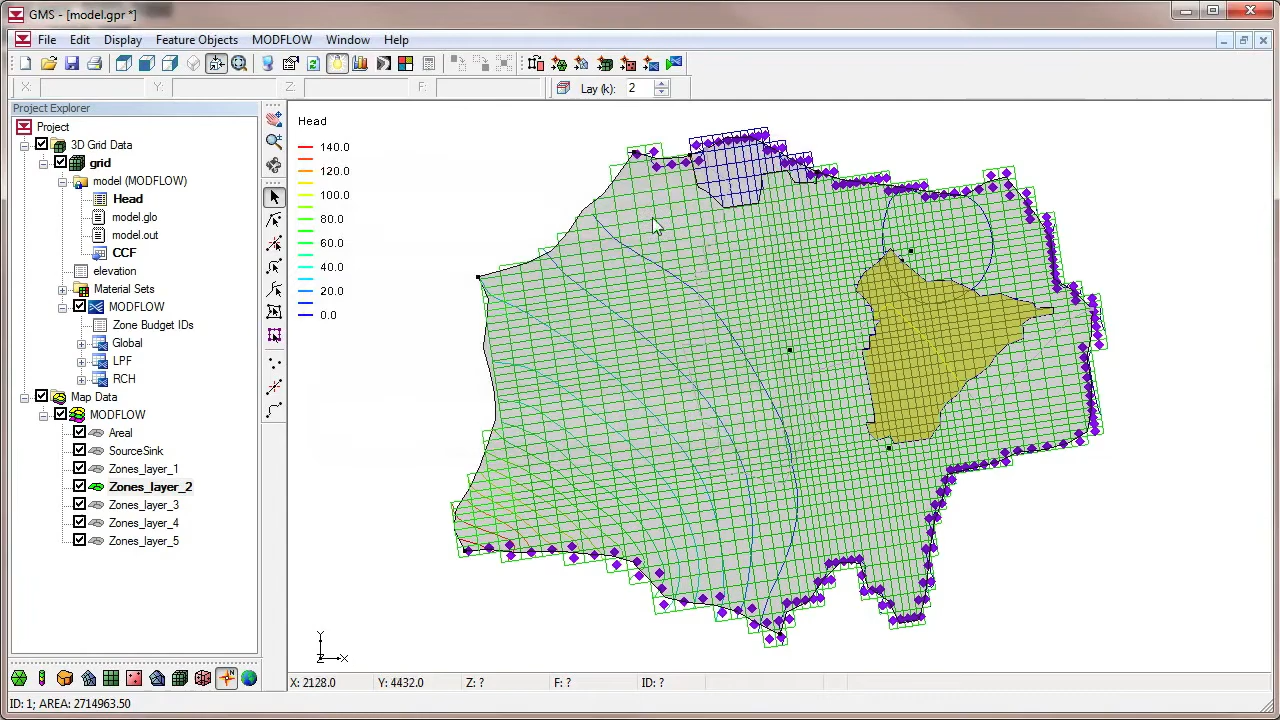 GMS - [model.gpr *]
File Edit Display Feature Objects MODFLOW Window Help
X: Y: Z: F: Lay (k): 2
Project Explorer
Project
3D Grid Data
grid
model (MODFLOW)
Head
model.glo
model.out
CCF
elevation
Material Sets
MODFLOW
Zone Budget IDs
Global
LPF
RCH
Map Data
MODFLOW
Areal
SourceSink
Zones_layer_1
Zones_layer_2
Zones_layer_3
Zones_layer_4
Zones_layer_5
Head
140.0
120.0
100.0
80.0
60.0
40.0
20.0
0.0
Y
Z X
X: 2128.0 Y: 4432.0 Z: ? F: ? ID: ?
ID: 1; AREA: 2714963.50